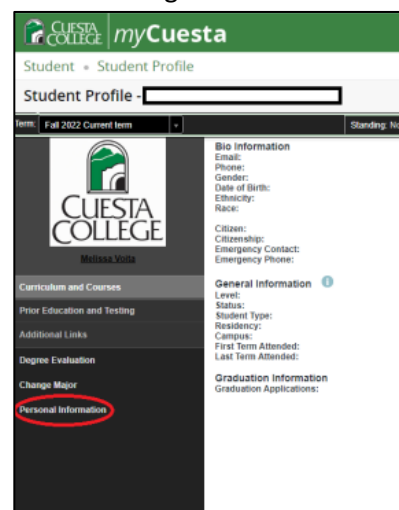 CUESTA COLLEGE myCuesta
Student • Student Profile
Student Profile -
Term: Fall 2022 Current term
Standing: No
CUESTA
COLLEGE
Melissa Voita
Curriculum and Courses
Prior Education and Testing
Additional Links
Degree Evaluation
Change Major
Personal Information
Bio Information
Email:
Phone:
Gender:
Date of Birth:
Ethnicity:
Race:
Citizen:
Citizenship:
Emergency Contact:
Emergency Phone:
General Information
Level:
Status:
Student Type:
Residency:
Campus:
First Term Attended:
Last Term Attended:
Graduation Information
Graduation Applications: